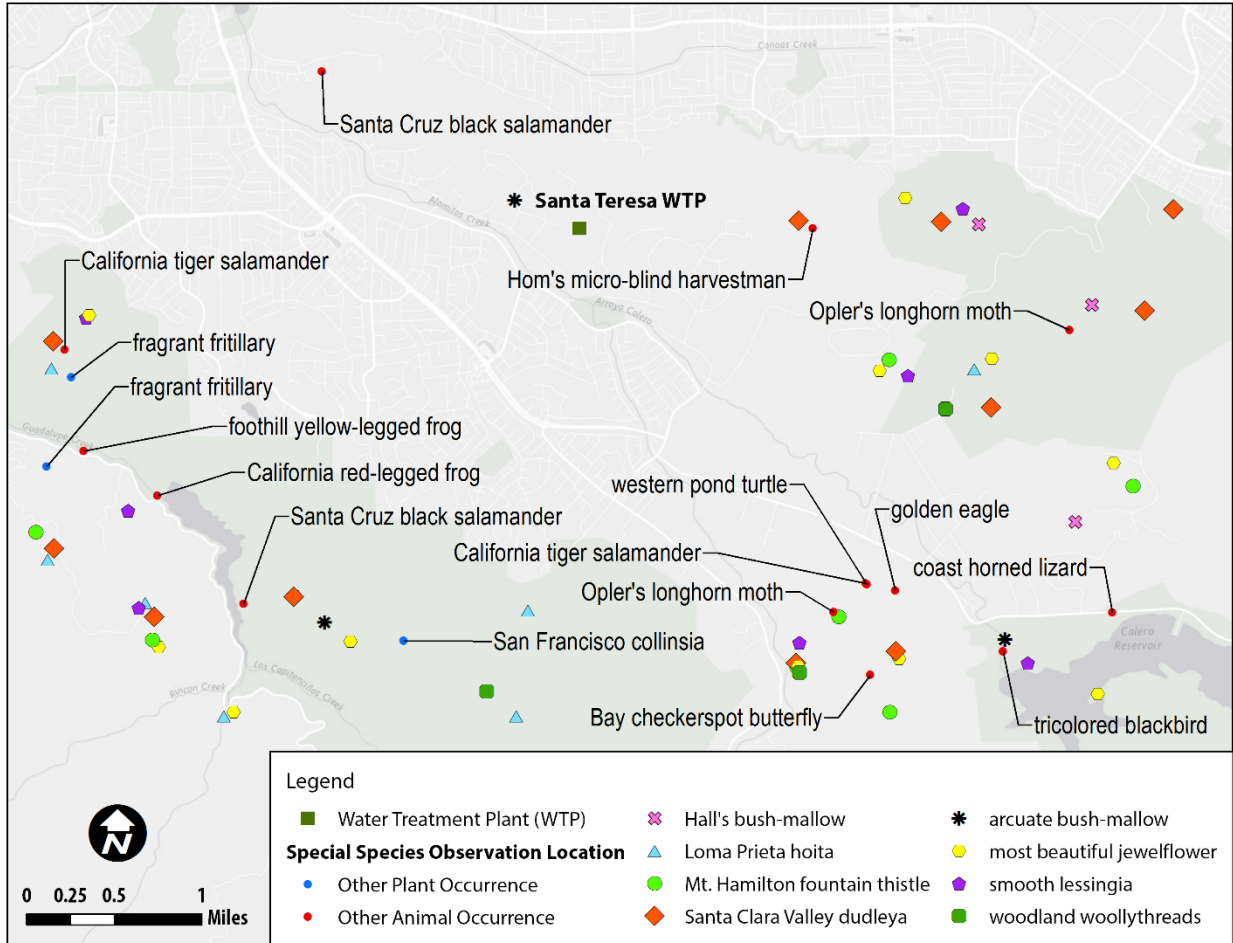 Canoas Creek
Santa Cruz black salamander
Alamitos Creek
Santa Teresa WTP
California tiger salamander
Hom's micro-blind harvestman
Arroyo Calero
Opler's longhorn moth
fragrant fritillary
fragrant fritillary
Guadalupe Creek
foothill yellow-legged frog
California red-legged frog
western pond turtle
golden eagle
Santa Cruz black salamander
California tiger salamander
coast horned lizard
Opler's longhorn moth
San Francisco collinsia
Calero
Reservoir
Los Capitancillos Creek
Rincon Creek
Bay checkerspot butterfly
tricolored blackbird
Legend
Water Treatment Plant (WTP)
Special Species Observation Location
Other Plant Occurrence
Other Animal Occurrence
Hall's bush-mallow
Loma Prieta hoita
Mt. Hamilton fountain thistle
Santa Clara Valley dudleya
arcuate bush-mallow
most beautiful jewelflower
smooth lessingia
woodland woollythreads
N
0 0.25 0.5 1
Miles